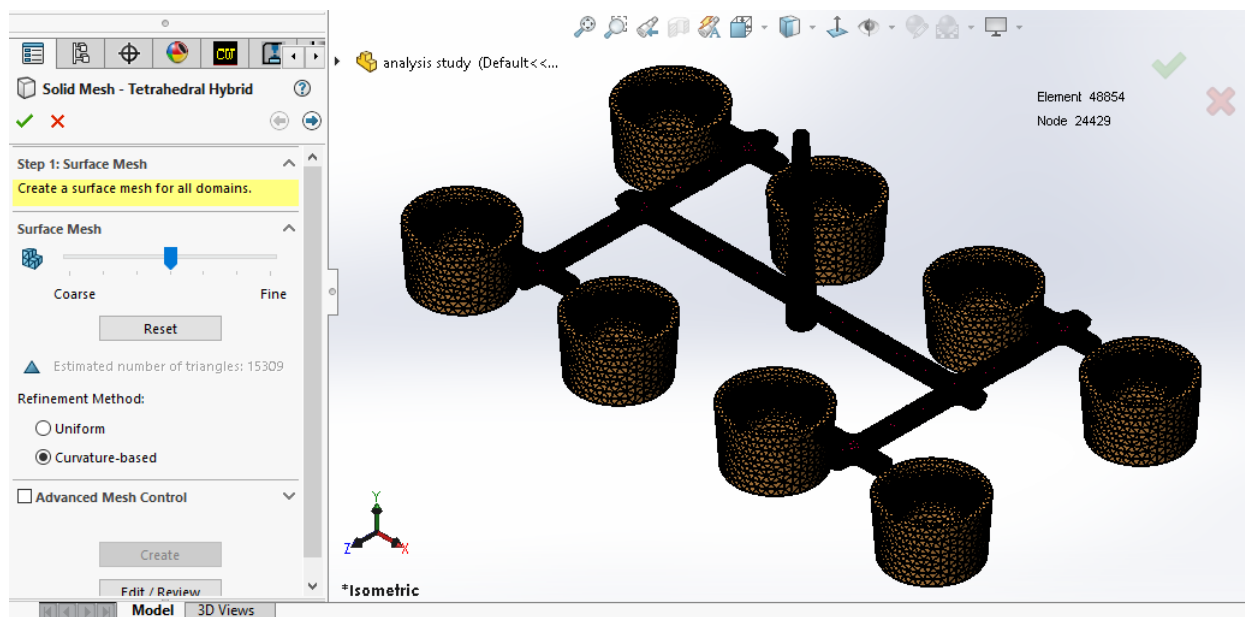 analysis study (Default<<...
Solid Mesh - Tetrahedral Hybrid
Element 48854
Node 24429
Step 1: Surface Mesh
Create a surface mesh for all domains.
Surface Mesh
Coarse
Fine
Reset
Estimated number of triangles: 15309
Refinement Method:
Uniform
Curvature-based
Advanced Mesh Control
Create
Edit / Review
Y
Z
X
*Isometric
Model
3D Views